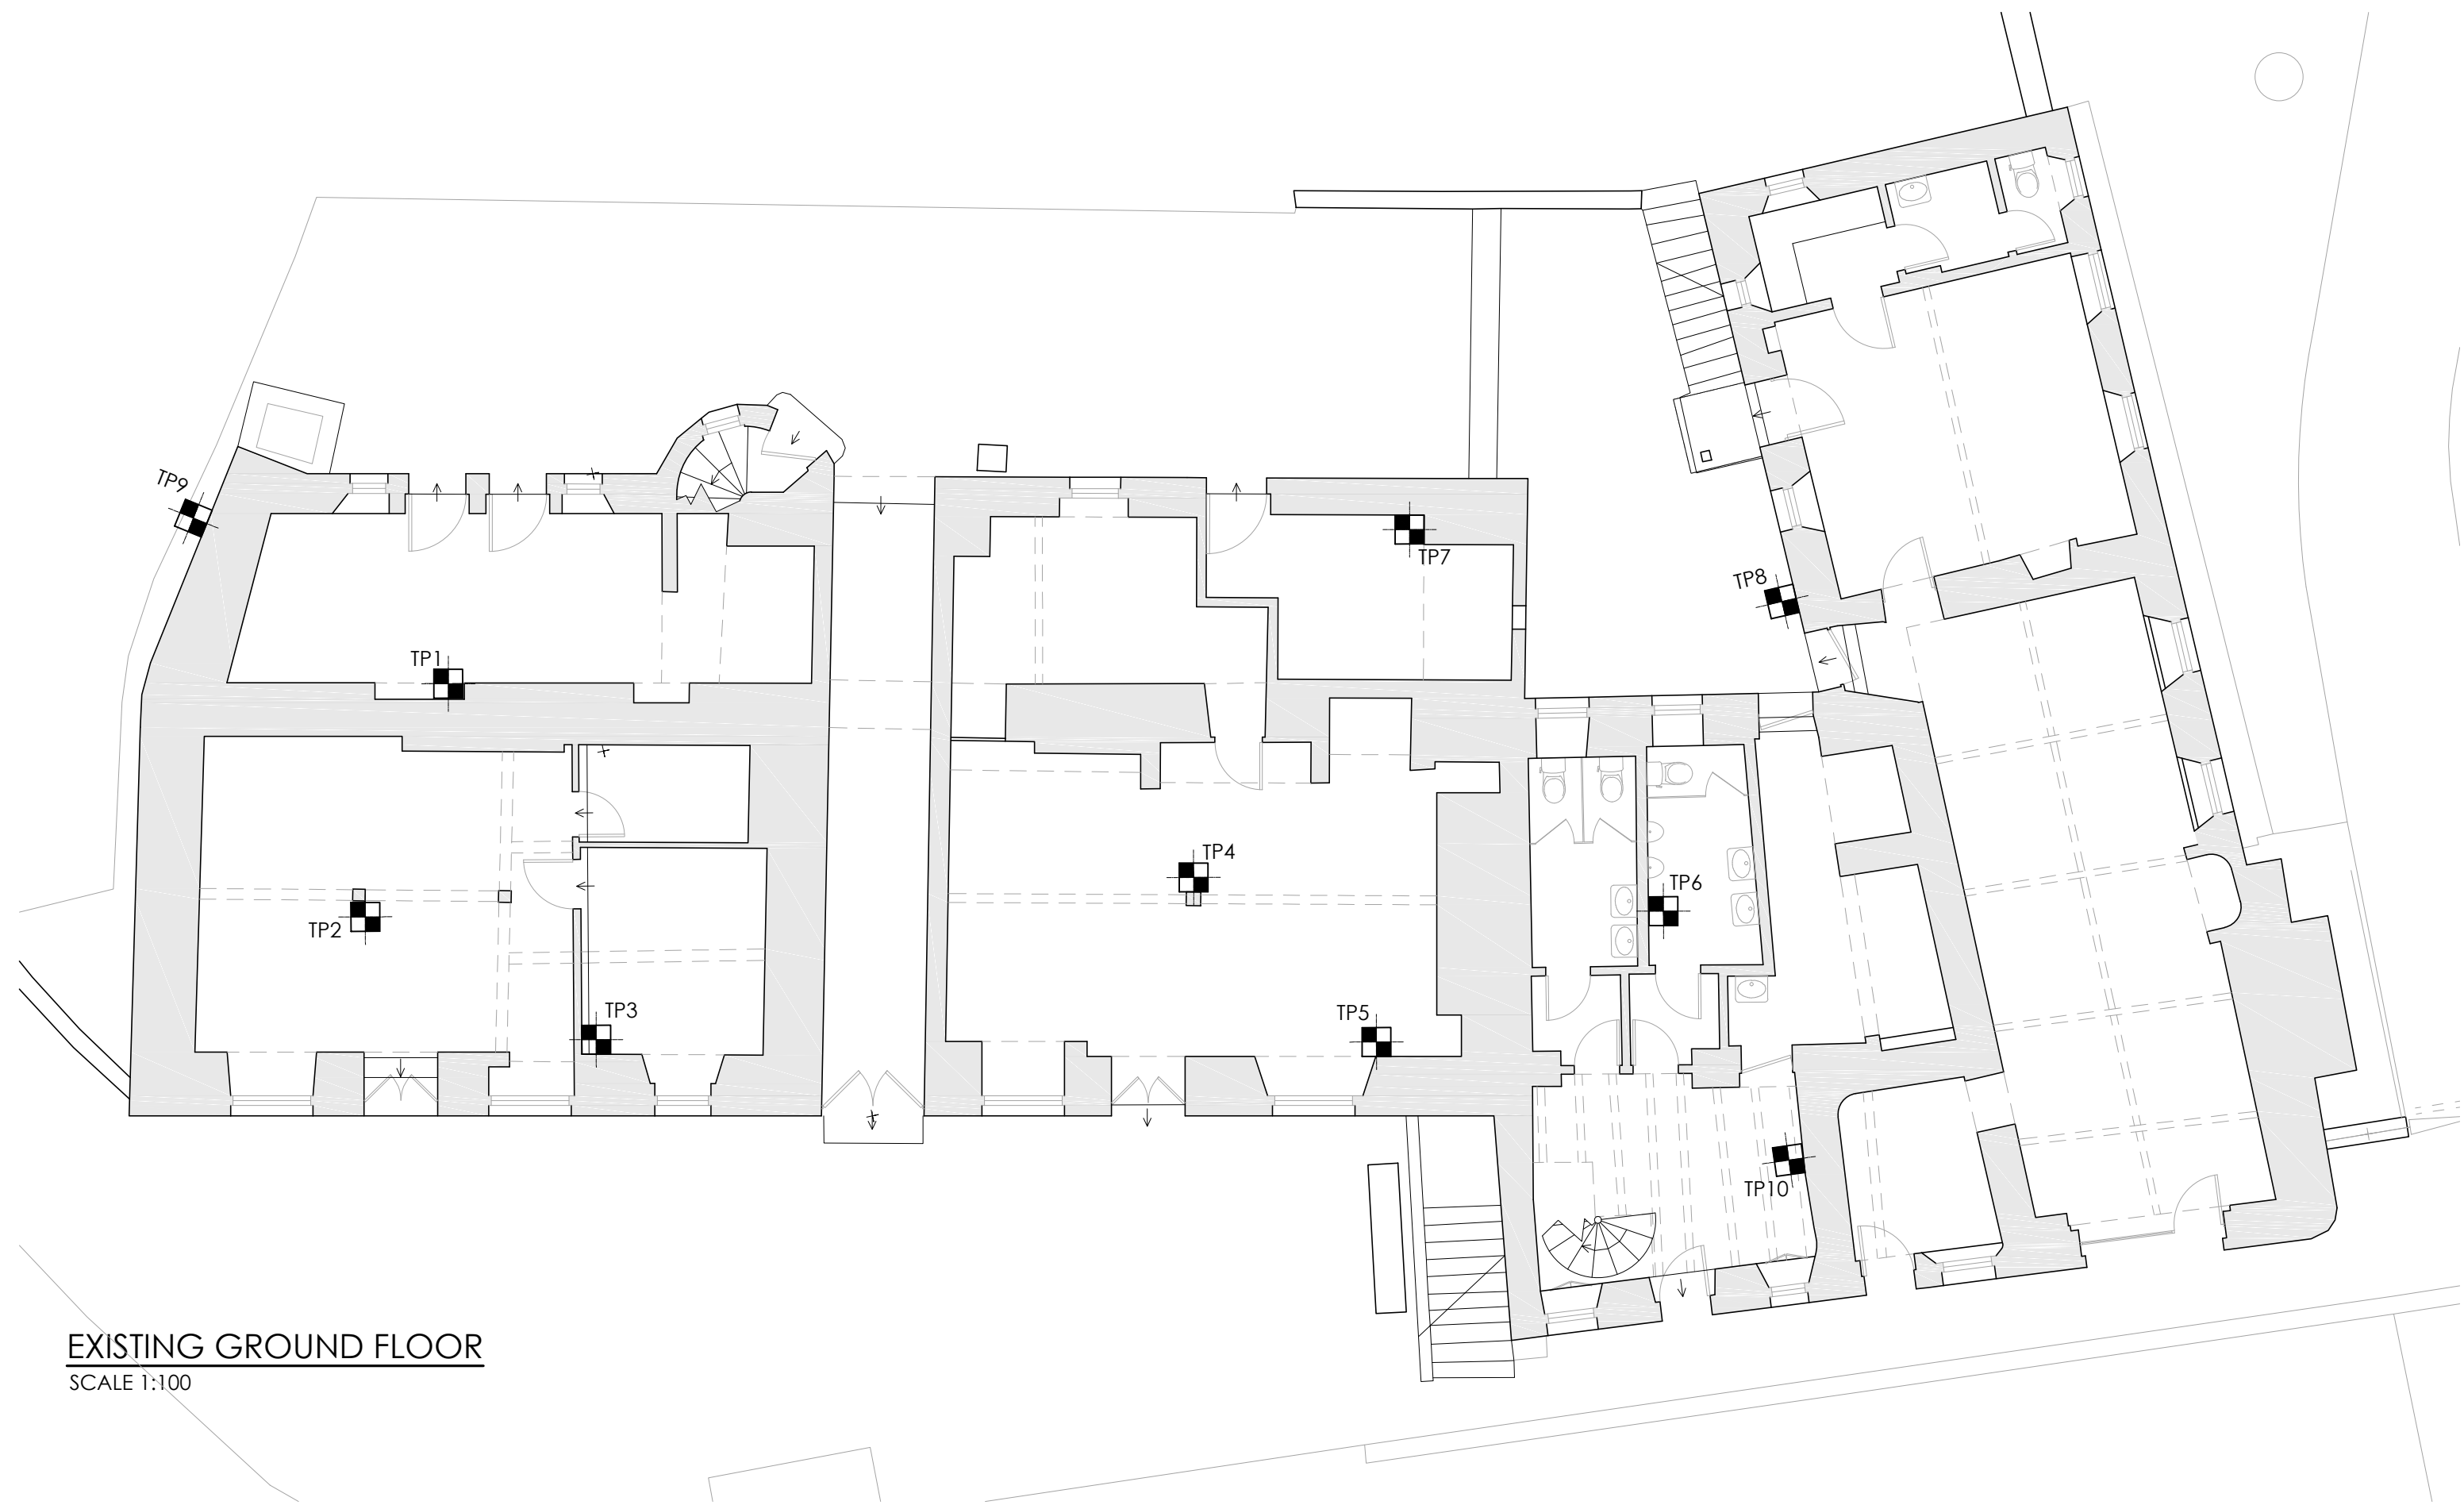 TP9
TP7
TP8
TP1
TP4
TP6
TP2
TP3
TP5
TP10
EXISTING GROUND FLOOR
SCALE 1:100